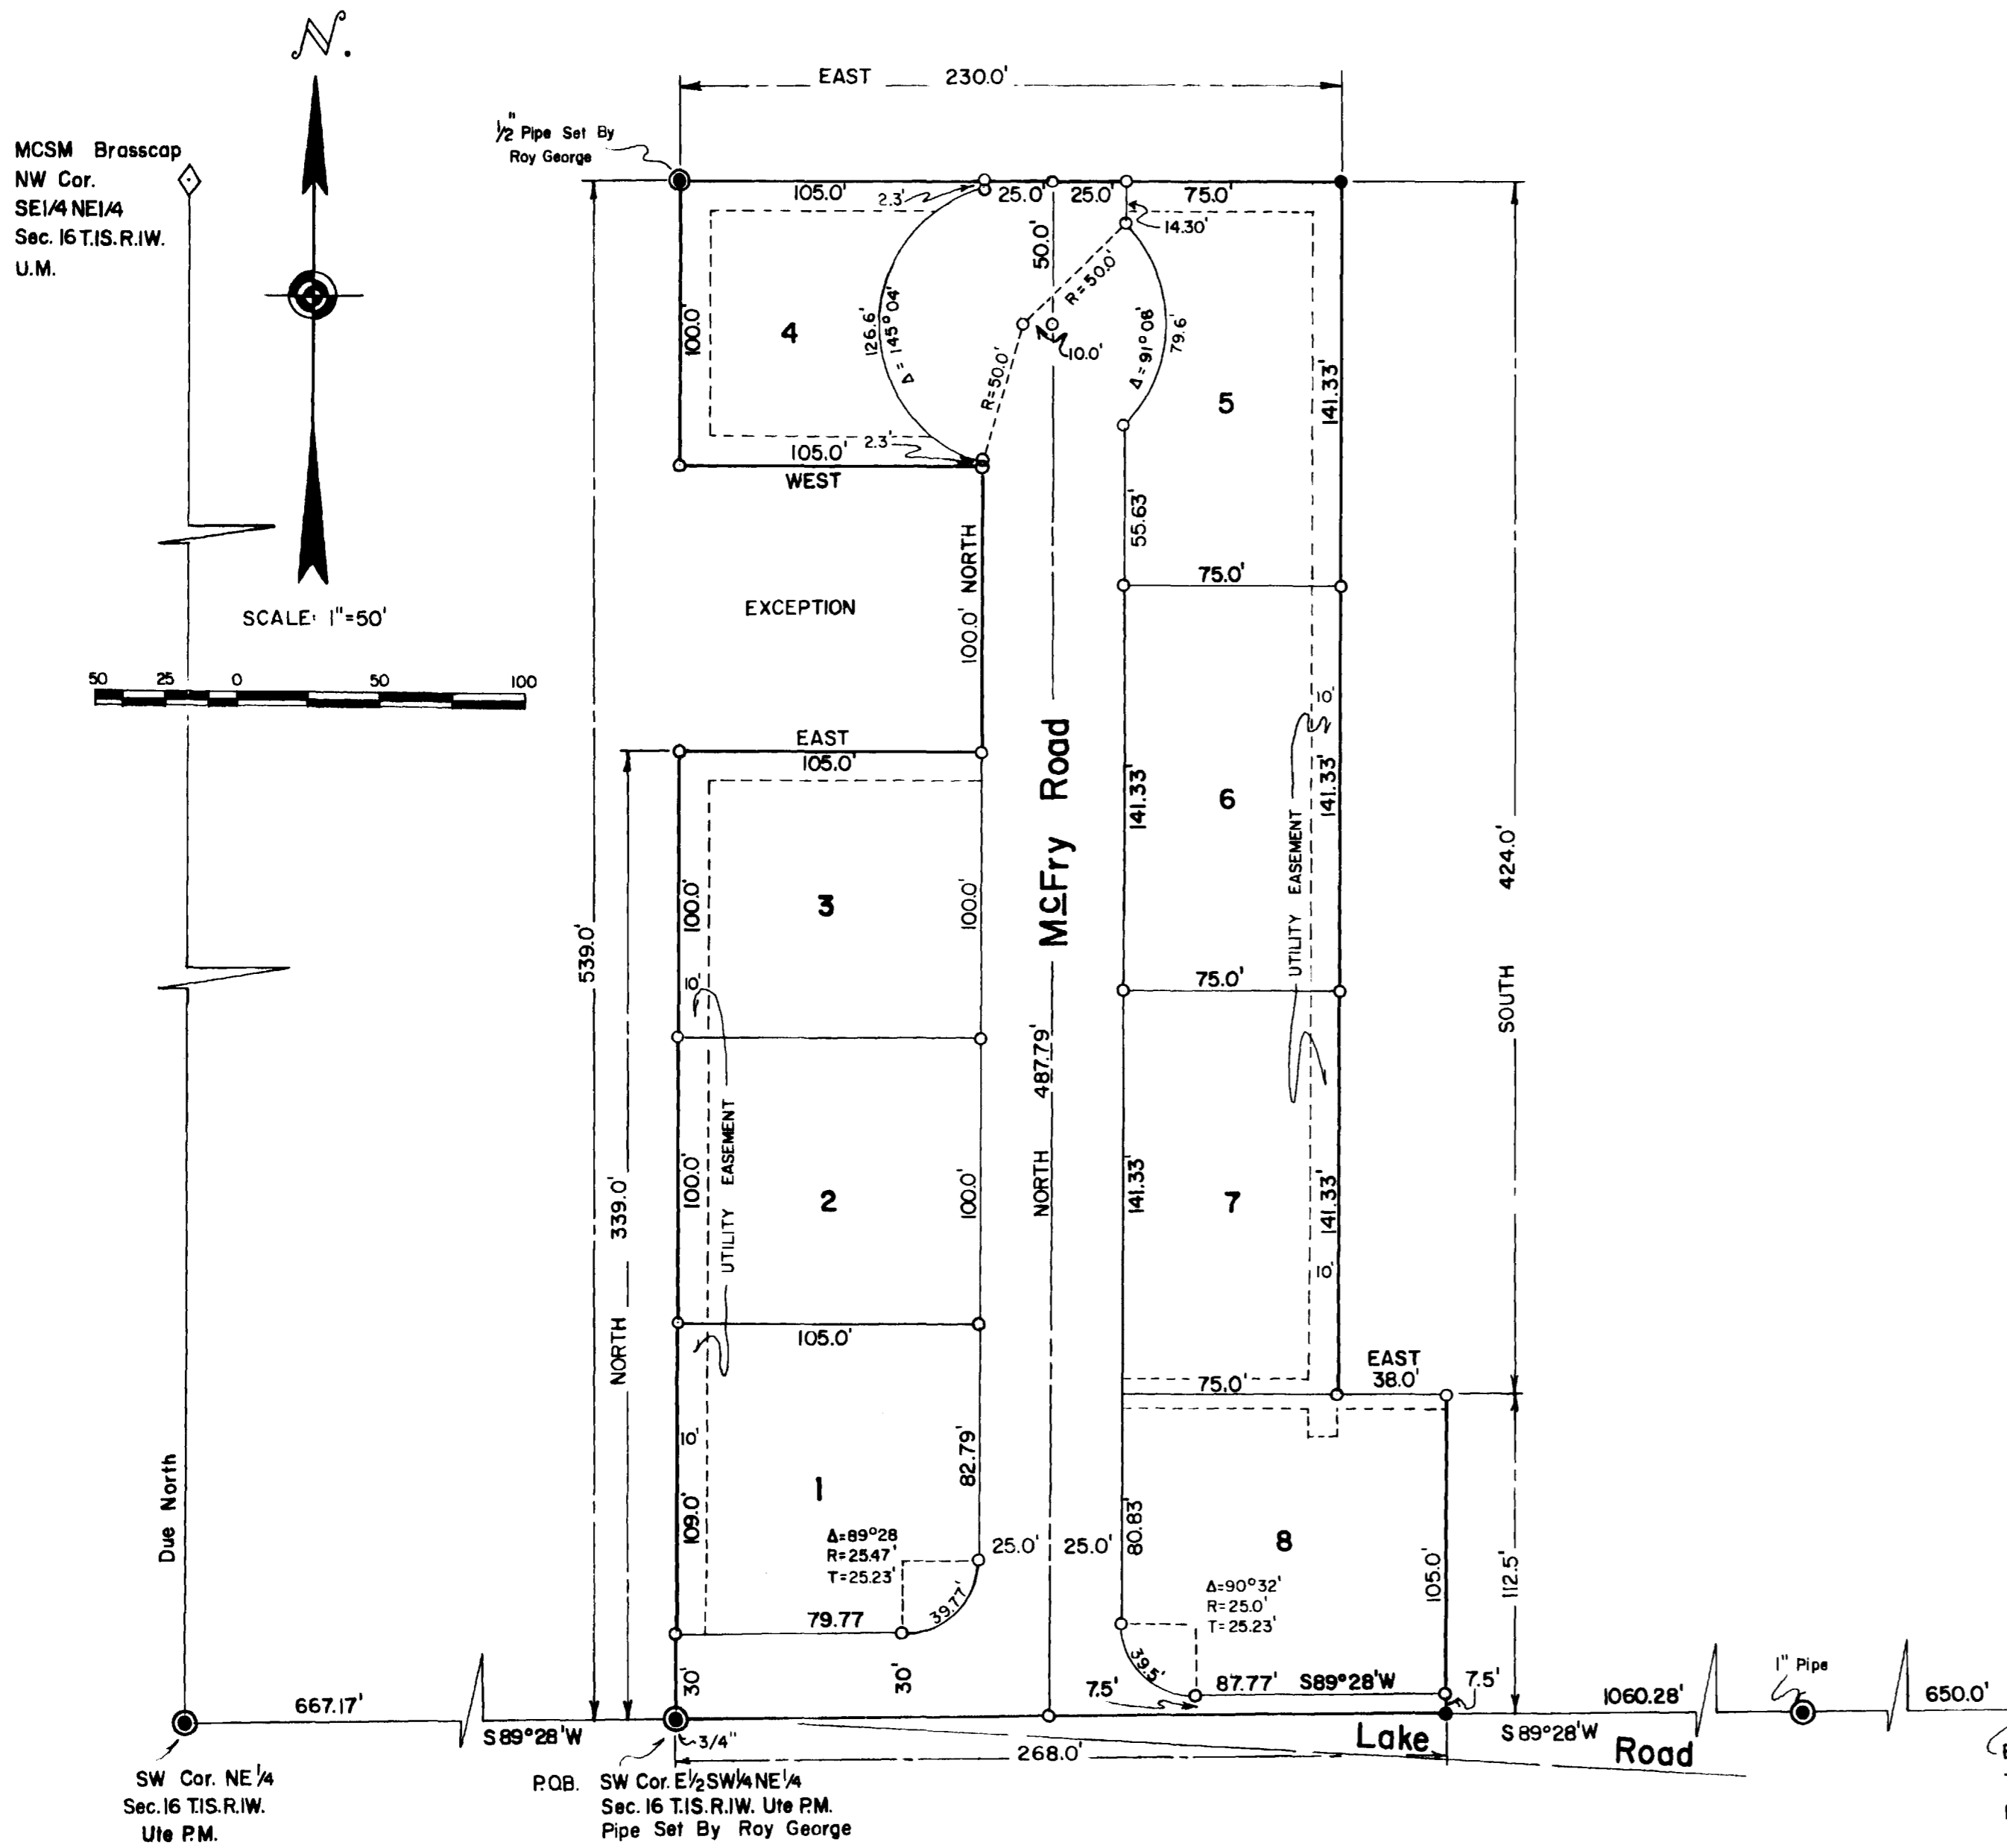 N.
EAST 230.0'
MCSM Brasscap
NW Cor.
SE1/4 NE1/4
Sec. 16 T.1S. R.1W.
U.M.
1/2" Pipe Set By
Roy George
105.0'
2.3'
25.0'
25.0'
75.0'
14.30'
50.0'
R=50.0'
10.0'
R=50.0'
126.6'
Δ=145°04'
Δ=91°08'
79.6'
100.0'
4
5
141.33'
105.0'
2.3'
WEST
55.63'
75.0'
SCALE: 1"=50'
50 25 0 50 100
EXCEPTION
100.0' NORTH
EAST
105.0'
McFry Road
10'
141.33'
6
141.33'
UTILITY EASEMENT
424.0'
SOUTH
539.0'
100.0'
3
100.0'
10'
75.0'
NORTH 487.79'
NORTH 339.0'
100.0'
UTILITY EASEMENT
2
100.0'
141.33'
7
141.33'
10'
105.0'
EAST
38.0'
75.0'
10'
109.0'
1
82.79'
Δ=89°28
R=25.47'
T=25.23'
39.77'
79.77
25.0'
25.0'
80.83'
8
Δ=90°32'
R=25.0'
T=25.23'
39.5'
105.0'
112.5'
Due North
30'
30'
7.5'
87.77' S89°28'W
7.5'
667.17'
S 89°28'W
3/4"
268.0'
Lake Road
1060.28'
S 89°28'W
1" Pipe
650.0'
SW Cor. NE 1/4
Sec. 16 T.1S. R.1W.
Ute P.M.
P.O.B. SW Cor. E1/2 SW1/4 NE1/4
Sec. 16 T.1S. R.1W. Ute P.M.
Pipe Set By Roy George